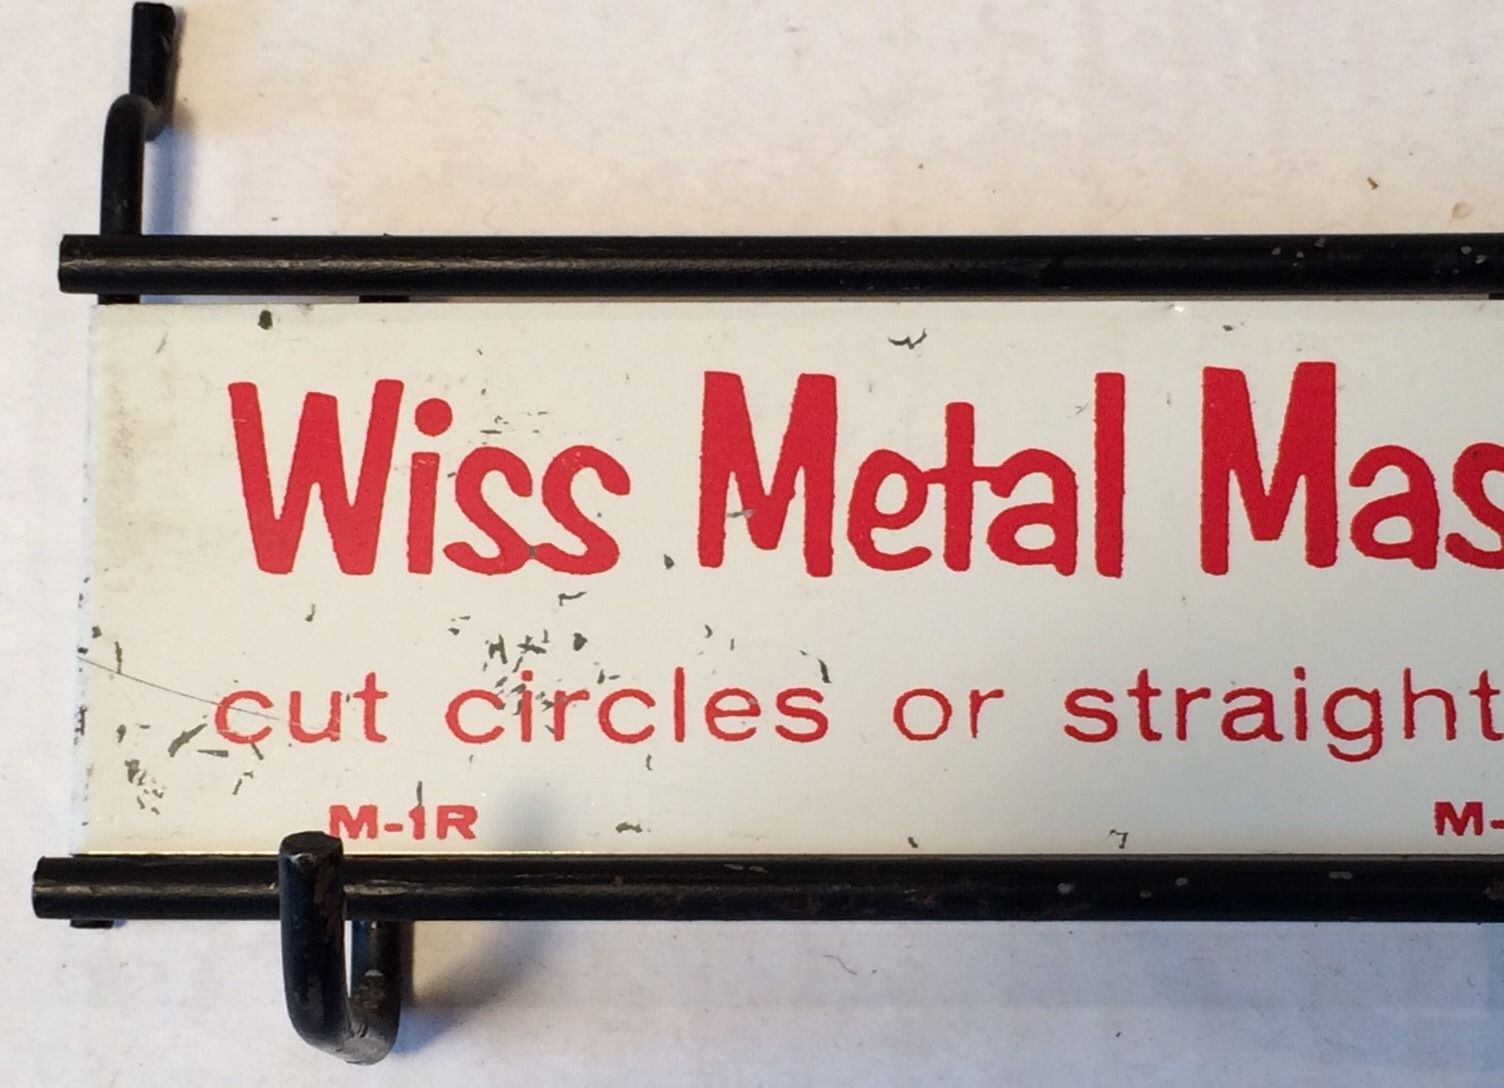 Wiss Metal Mas
cut circles or straight
M-1R M-